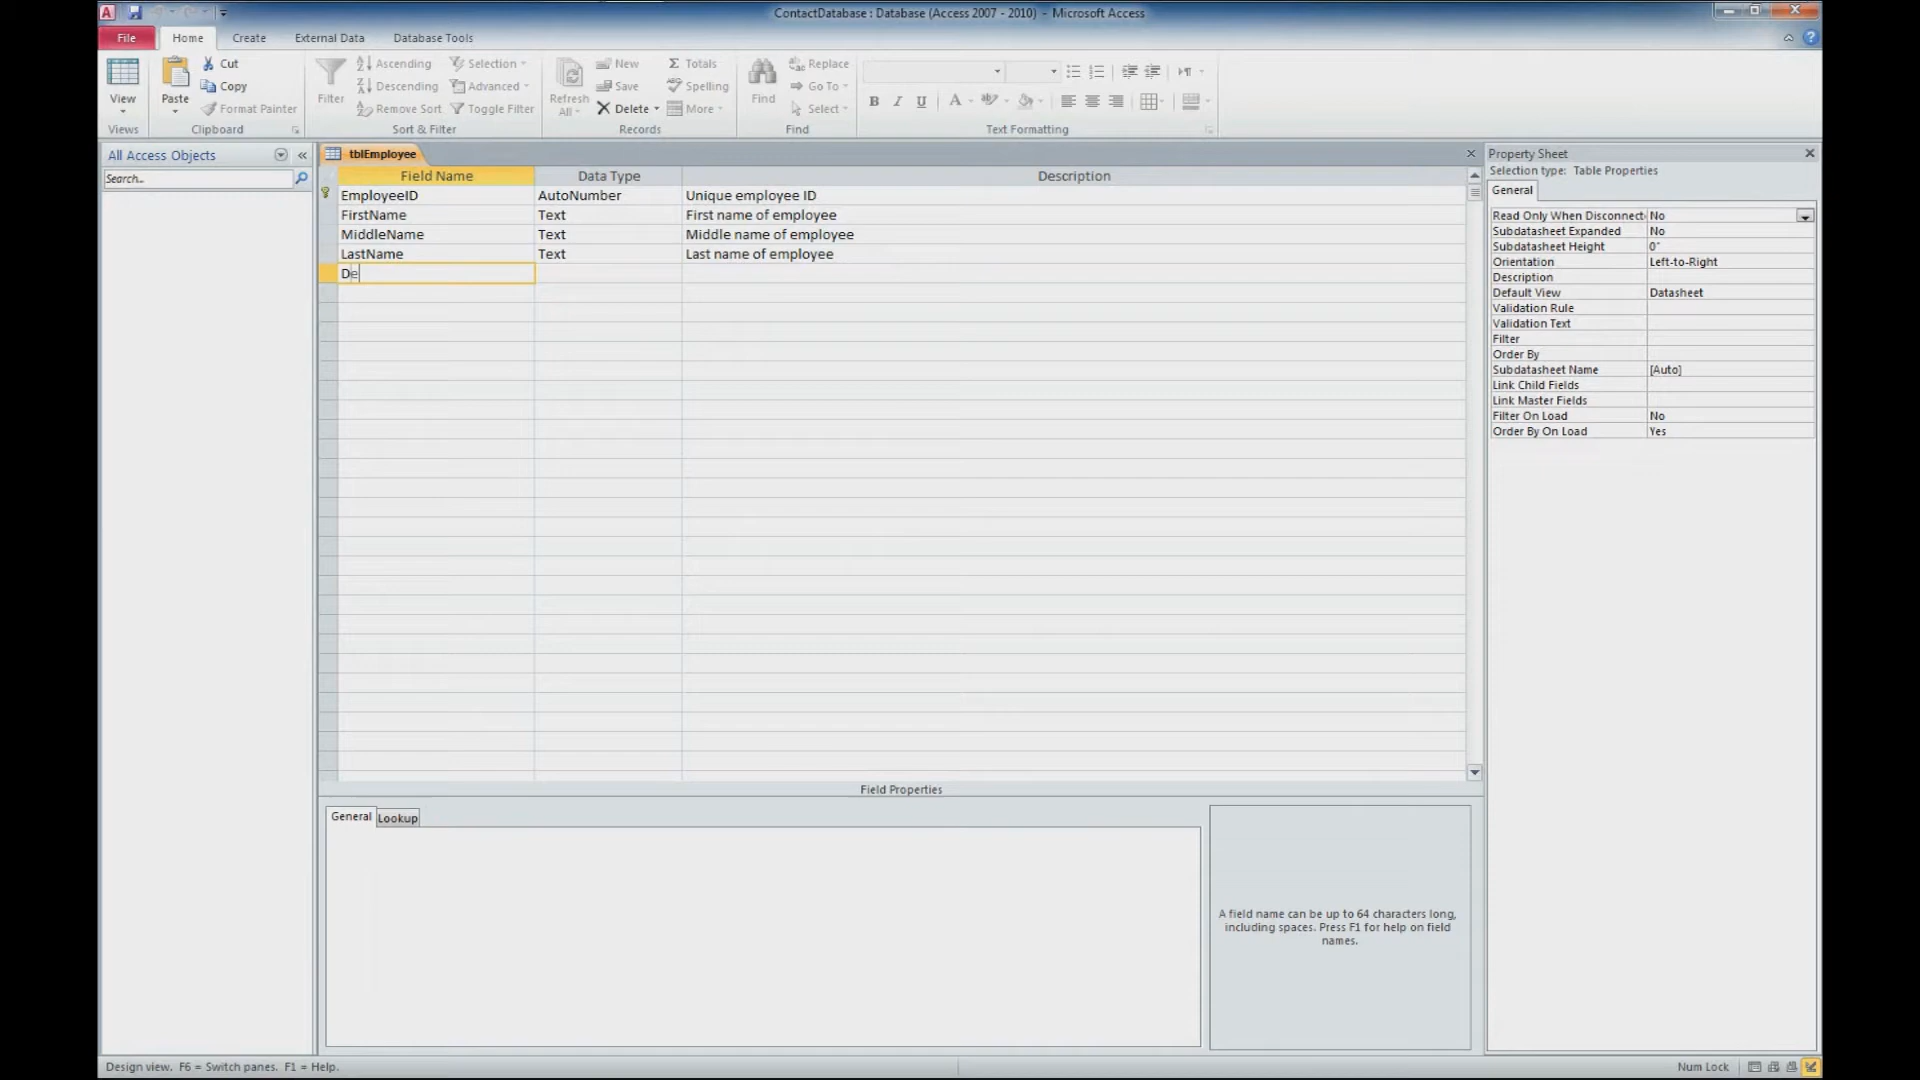 ContactDatabase : Database (Access 2007 - 2010) - Microsoft Access
File Home Create External Data Database Tools
View
Views
Paste
Cut
Copy
Format Painter
Clipboard
Filter
Ascending
Descending
Remove Sort
Selection
Advanced
Toggle Filter
Sort & Filter
Refresh
All
New
Save
Delete
Totals
Spelling
More
Records
Find
Replace
Go To
Select
Find
B I U A
Text Formatting
All Access Objects
Search...
tblEmployee
Field Name Data Type Description
EmployeeID AutoNumber Unique employee ID
FirstName Text First name of employee
MiddleName Text Middle name of employee
LastName Text Last name of employee
De
Field Properties
General Lookup
A field name can be up to 64 characters long,
including spaces. Press F1 for help on field
names.
Property Sheet
Selection type: Table Properties
General
Read Only When Disconnect No
Subdatasheet Expanded No
Subdatasheet Height 0"
Orientation Left-to-Right
Description
Default View Datasheet
Validation Rule
Validation Text
Filter
Order By
Subdatasheet Name [Auto]
Link Child Fields
Link Master Fields
Filter On Load No
Order By On Load Yes
Design view. F6 = Switch panes. F1 = Help.
Num Lock